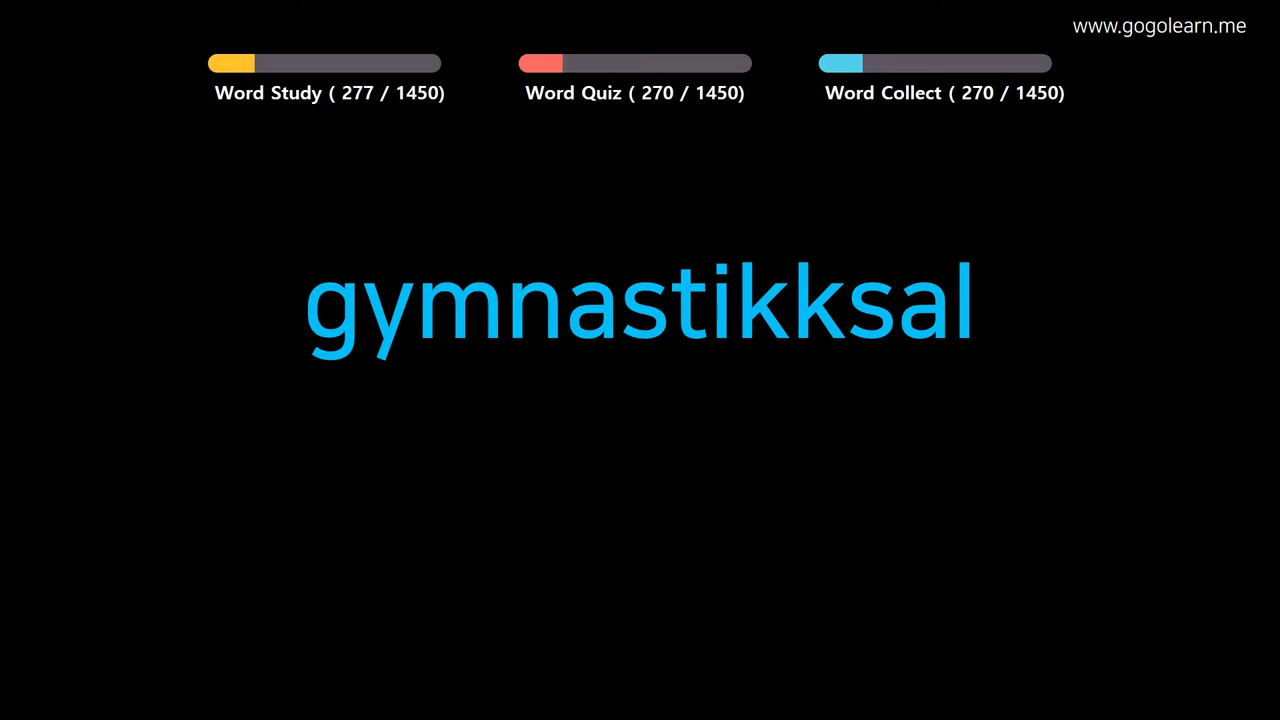 www.gogolearn.me
Word Study ( 277 / 1450)
Word Quiz ( 270 / 1450)
Word Collect ( 270 / 1450)
gymnastikksal